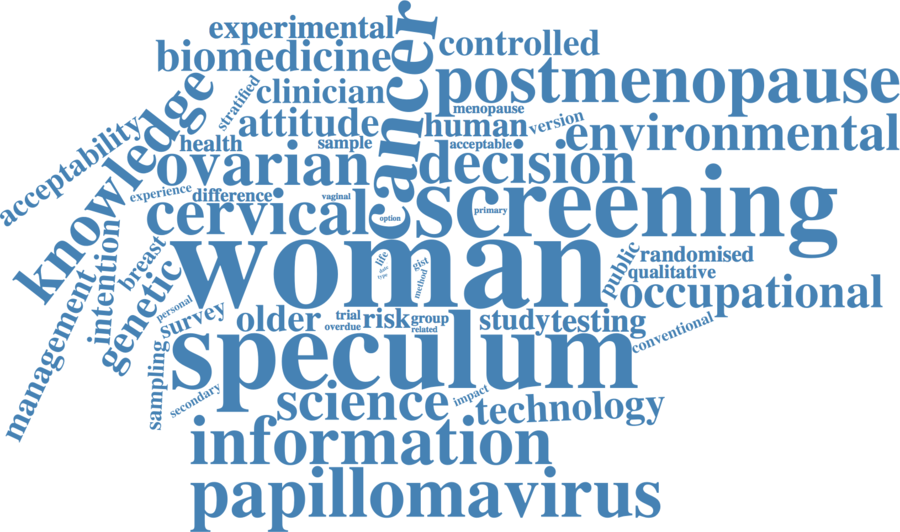 experimental
biomedicine
cancer
controlled
postmenopause
clinician
stratified
menopause
attitude
human
version
environmental
knowledge
acceptability
health
sample
acceptable
ovarian
decision
experience
difference
vaginal
cervical
option
screening
primary
woman
life
gist
method
data
type
public
randomised
qualitative
occupational
breast
intention
genetic
management
personal
survey
older
trial
overdue
risk
group
related
study
testing
conventional
speculum
sampling
secondary
science
impact
technology
information
papillomavirus